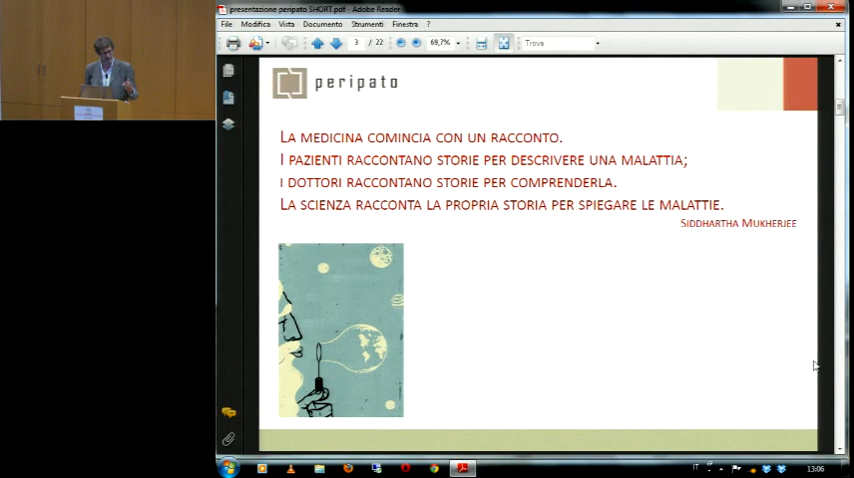 presentazione peripato SHORT.pdf - Adobe Reader
File Modifica Vista Documento Strumenti Finestra ?
3 / 22 69,7% Trova
peripato
LA MEDICINA COMINCIA CON UN RACCONTO.
I PAZIENTI RACCONTANO STORIE PER DESCRIVERE UNA MALATTIA;
I DOTTORI RACCONTANO STORIE PER COMPRENDERLA.
LA SCIENZA RACCONTA LA PROPRIA STORIA PER SPIEGARE LE MALATTIE.
SIDDHARTHA MUKHERJEE
IT 13:06